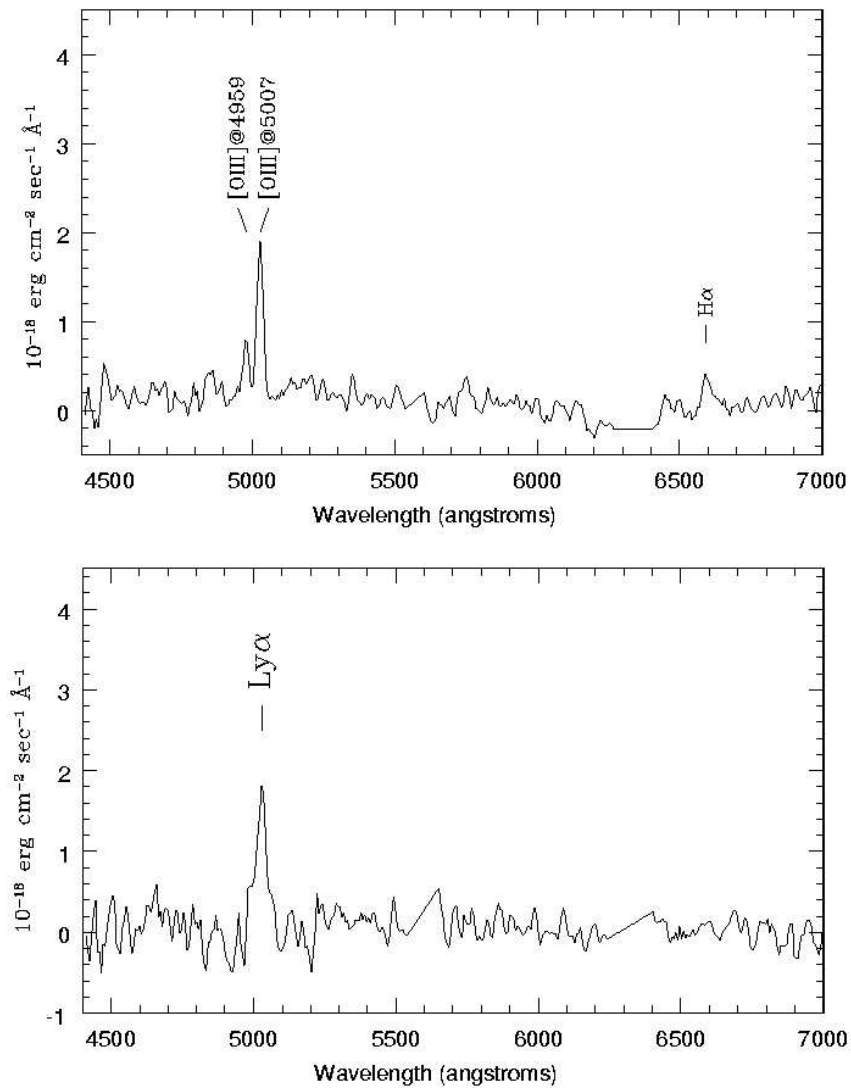 10⁻¹⁸ erg cm⁻² sec⁻¹ Å⁻¹
4
3
2
1
0
[OIII]@4959
[OIII]@5007
Hα
4500 5000 5500 6000 6500 7000
Wavelength (angstroms)
10⁻¹⁸ erg cm⁻² sec⁻¹ Å⁻¹
4
3
2
1
0
-1
Lyα
4500 5000 5500 6000 6500 7000
Wavelength (angstroms)